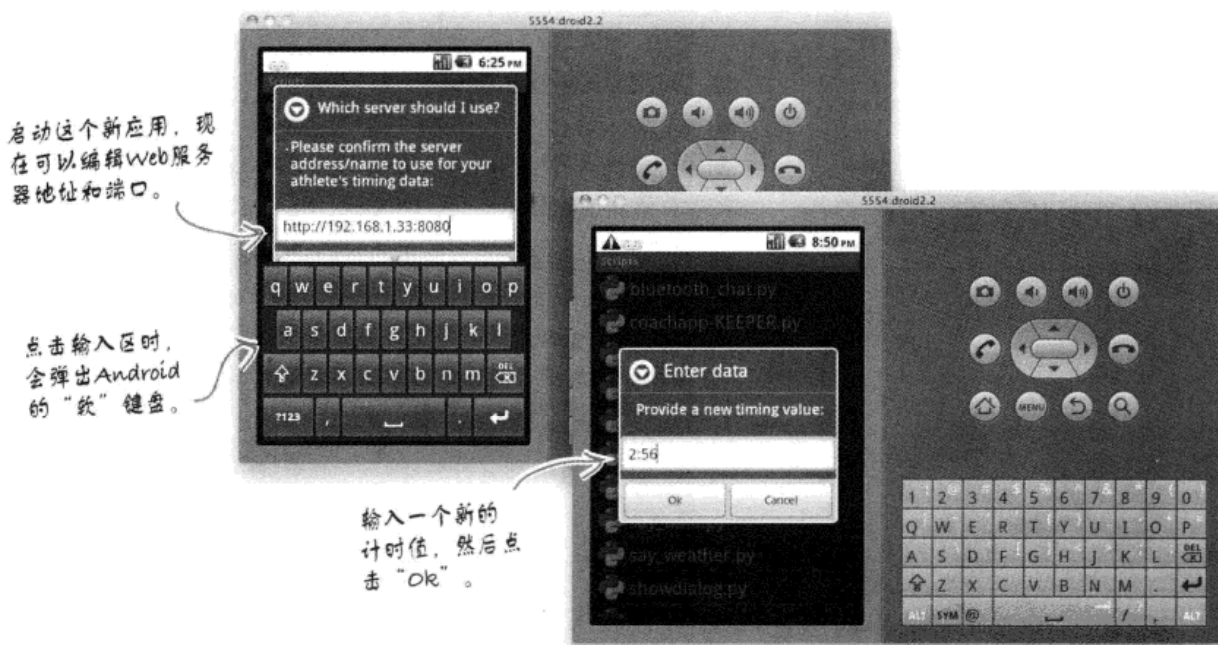 5554:droid2.2
6:25 PM
Which server should I use?
Please confirm the server
address/name to use for your
athlete's timing data:
http://192.168.1.33:8080
q w e r t y u i o p
a s d f g h j k l
z x c v b n m DEL
?123 , .
启动这个新应用，现
在可以编辑Web服务
器地址和端口。
点击输入区时，
会弹出Android
的“软”键盘。
5554:droid2.2
8:50 PM
Scripts
bluetooth_chat.py
coachapp-KEEPER.py
Enter data
Provide a new timing value:
2:56
Ok Cancel
say_weather.py
showdialog.py
输入一个新的
计时值，然后点
击“Ok”。
MENU
1 2 3 4 5 6 7 8 9 0
Q W E R T Y U I O P
A S D F G H J K L DEL
Z X C V B N M .
ALT SYM @ / , ALT